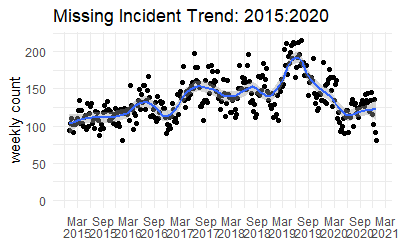 Missing Incident Trend: 2015:2020
weekly count
200
150
100
50
0
Mar Sep Mar Sep Mar Sep Mar Sep Mar Sep Mar Sep Mar
2015 2015 2016 2016 2017 2017 2018 2018 2019 2019 2020 2020 2021